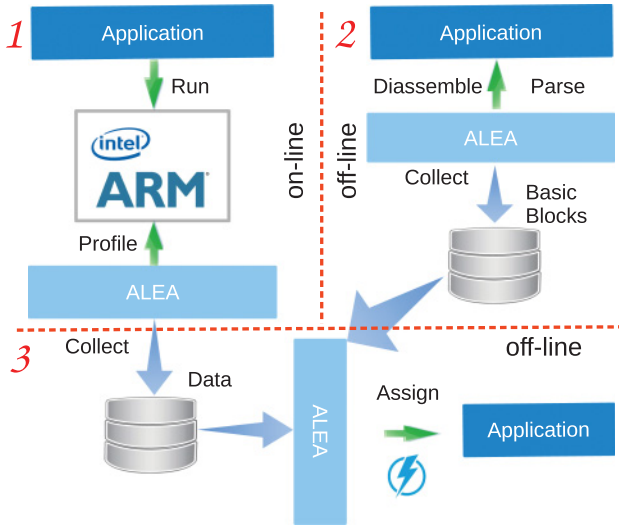 1
Application
Run
intel
ARM
Profile
ALEA
on-line
2
Application
Diassemble
Parse
ALEA
Collect
Basic
Blocks
off-line
3
Collect
Data
ALEA
off-line
Assign
Application